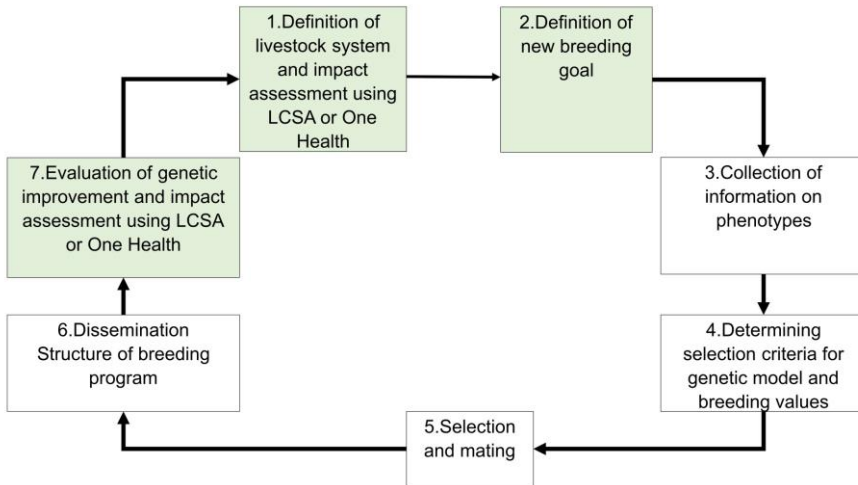 1.Definition of
livestock system
and impact
assessment using
LCSA or One
Health
2.Definition of
new breeding
goal
3.Collection of
information on
phenotypes
4.Determining
selection criteria for
genetic model and
breeding values
5.Selection
and mating
6.Dissemination
Structure of breeding
program
7.Evaluation of genetic
improvement and impact
assessment using LCSA
or One Health